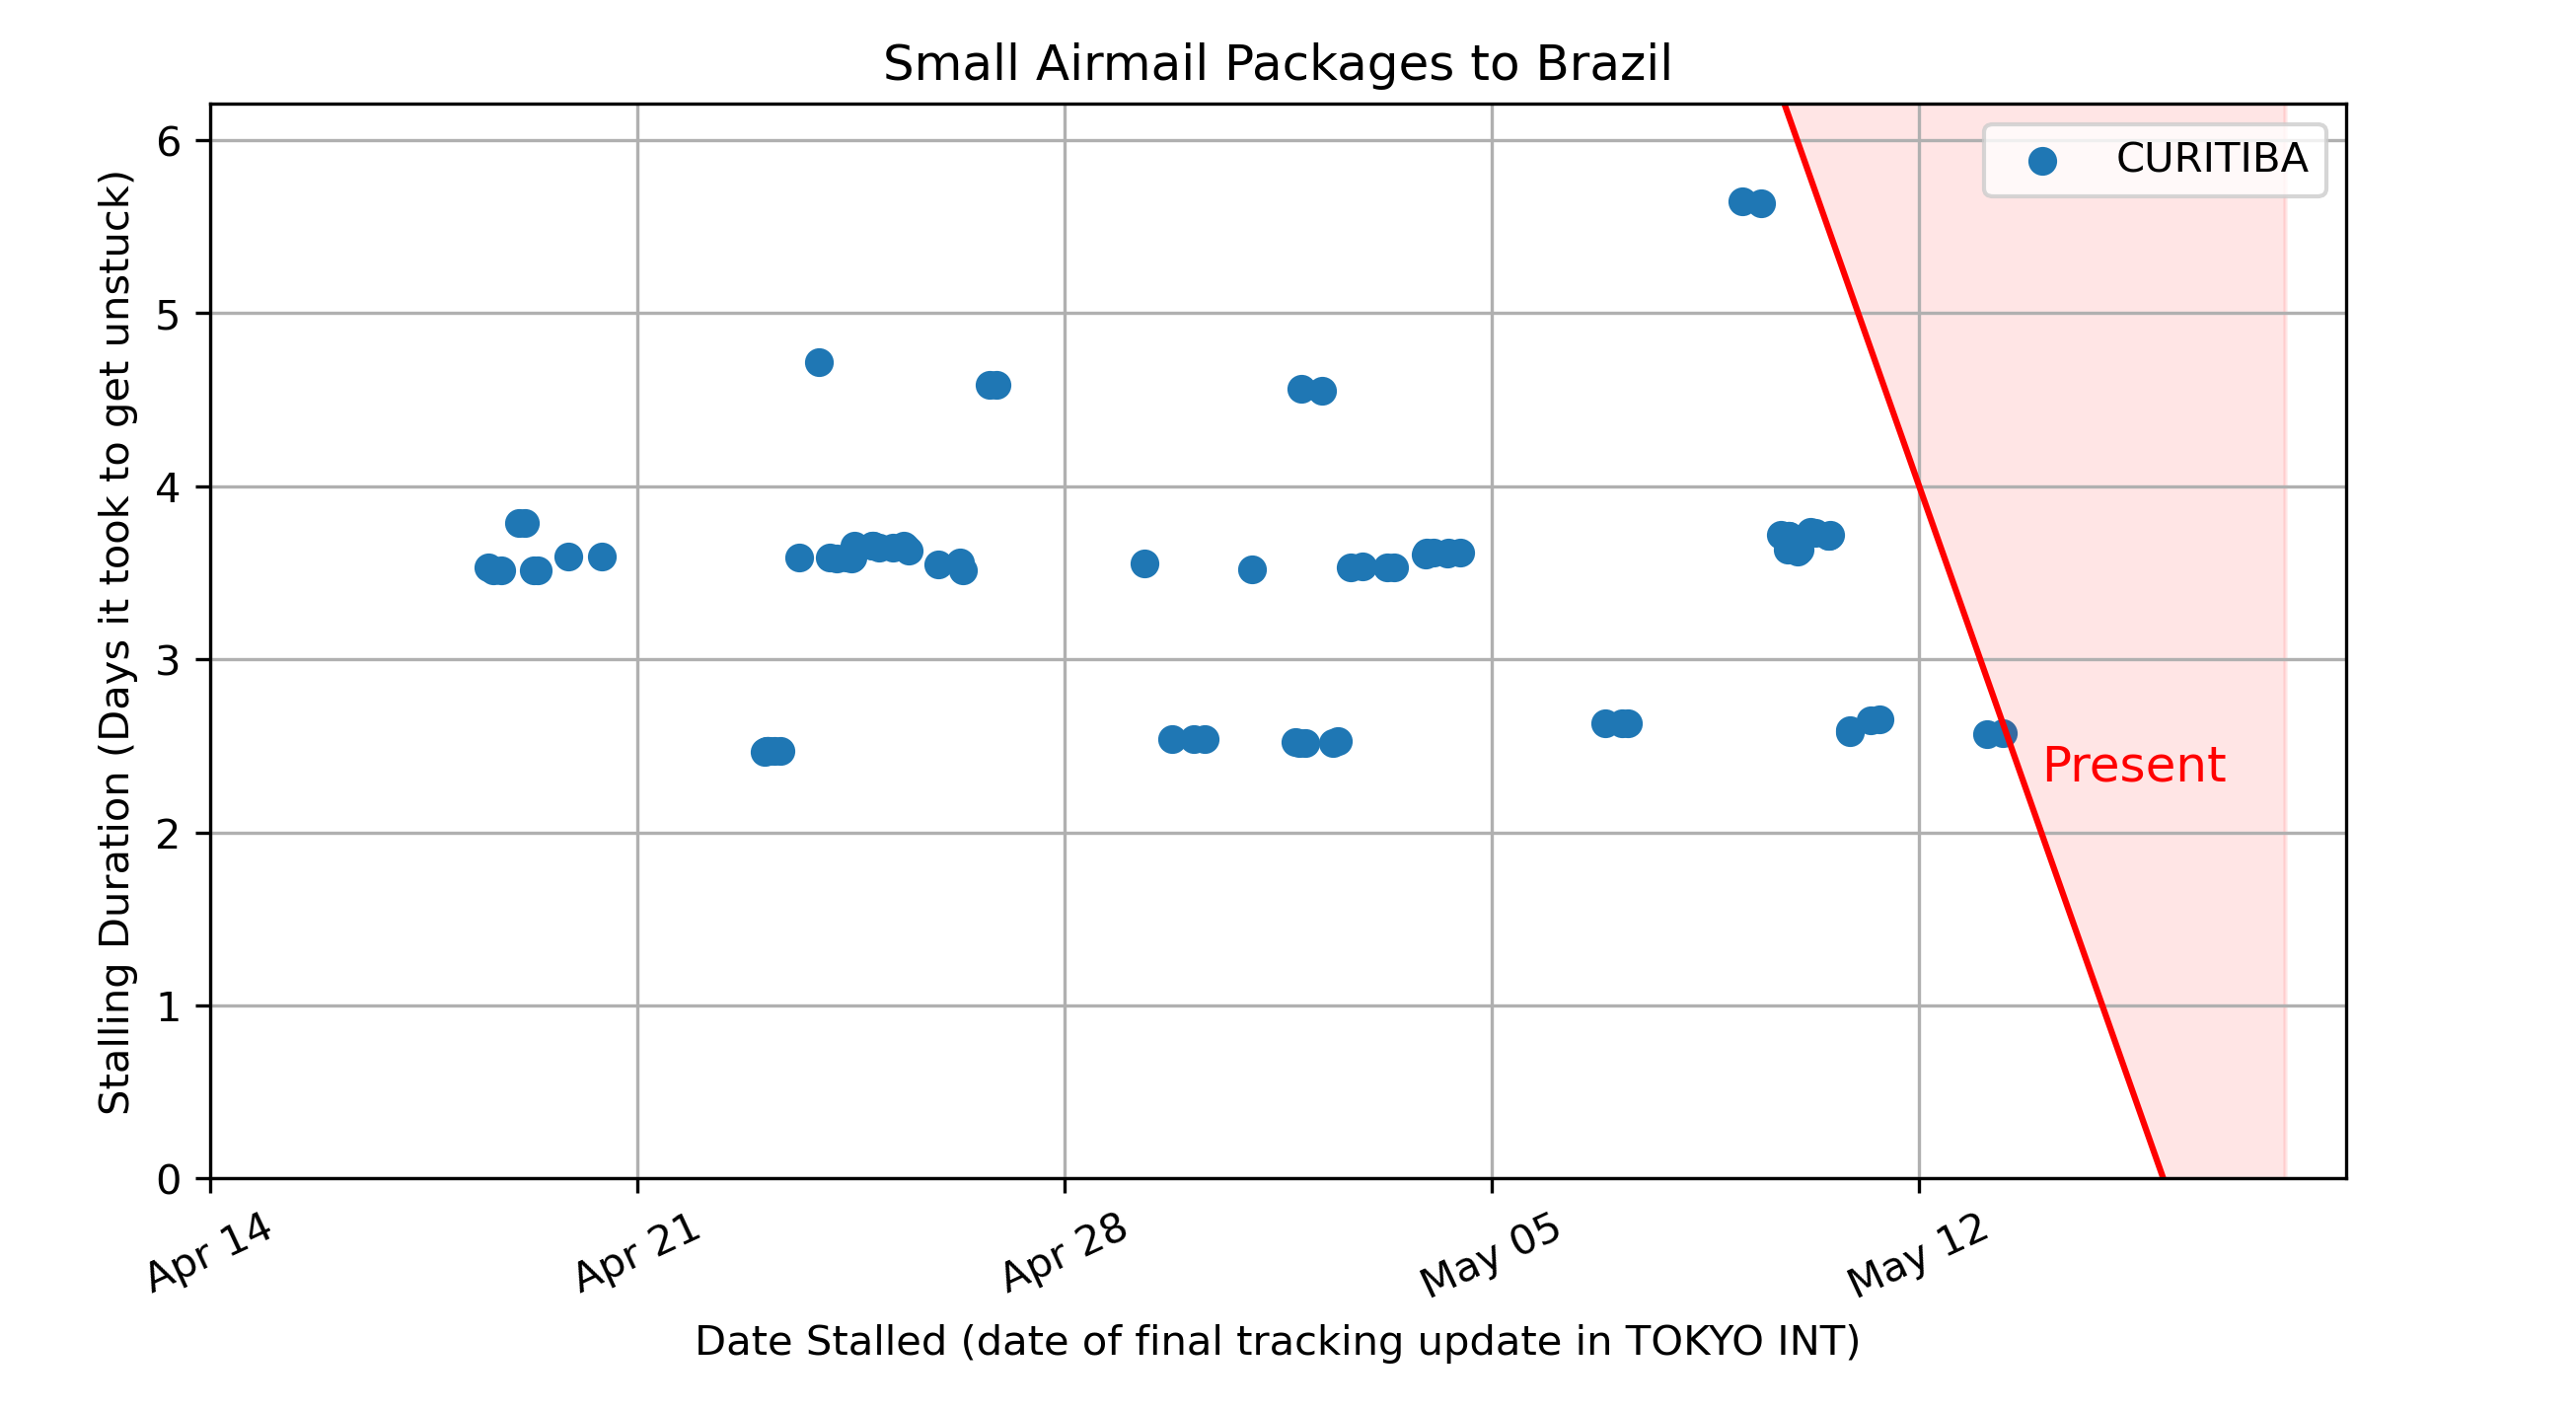 Small Airmail Packages to Brazil
CURITIBA
Stalling Duration (Days it took to get unstuck)
6
5
4
3
2
1
0
Present
Apr 14
Apr 21
Apr 28
May 05
May 12
Date Stalled (date of final tracking update in TOKYO INT)